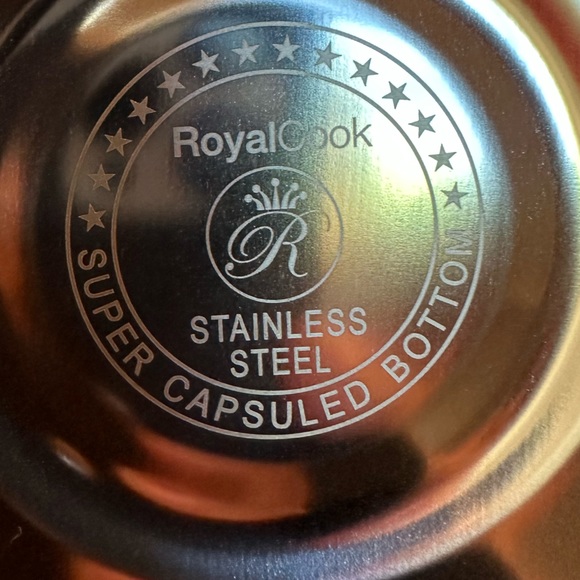 RoyalCook
R
STAINLESS
STEEL
SUPER CAPSULED BOTTOM